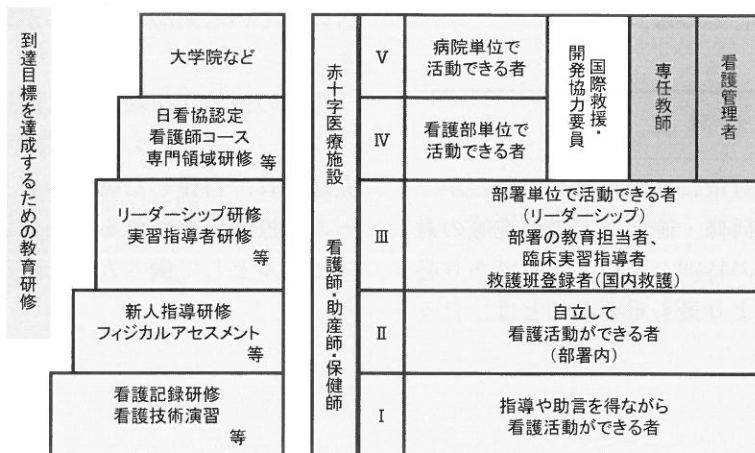 到達目標を達成するための教育研修
大学院など
日看協認定
看護師コース
専門領域研修 等
リーダーシップ研修
実習指導者研修
等
新人指導研修
フィジカルアセスメント
等
看護記録研修
看護技術演習
等
赤十字医療施設 看護師・助産師・保健師
Ⅴ
病院単位で
活動できる者
Ⅳ
看護部単位で
活動できる者
国際救援・
開発協力要員
専任教師
看護管理者
Ⅲ
部署単位で活動できる者
(リーダーシップ)
部署の教育担当者、
臨床実習指導者
救護班登録者(国内救護)
Ⅱ
自立して
看護活動ができる者
(部署内)
Ⅰ
指導や助言を得ながら
看護活動ができる者